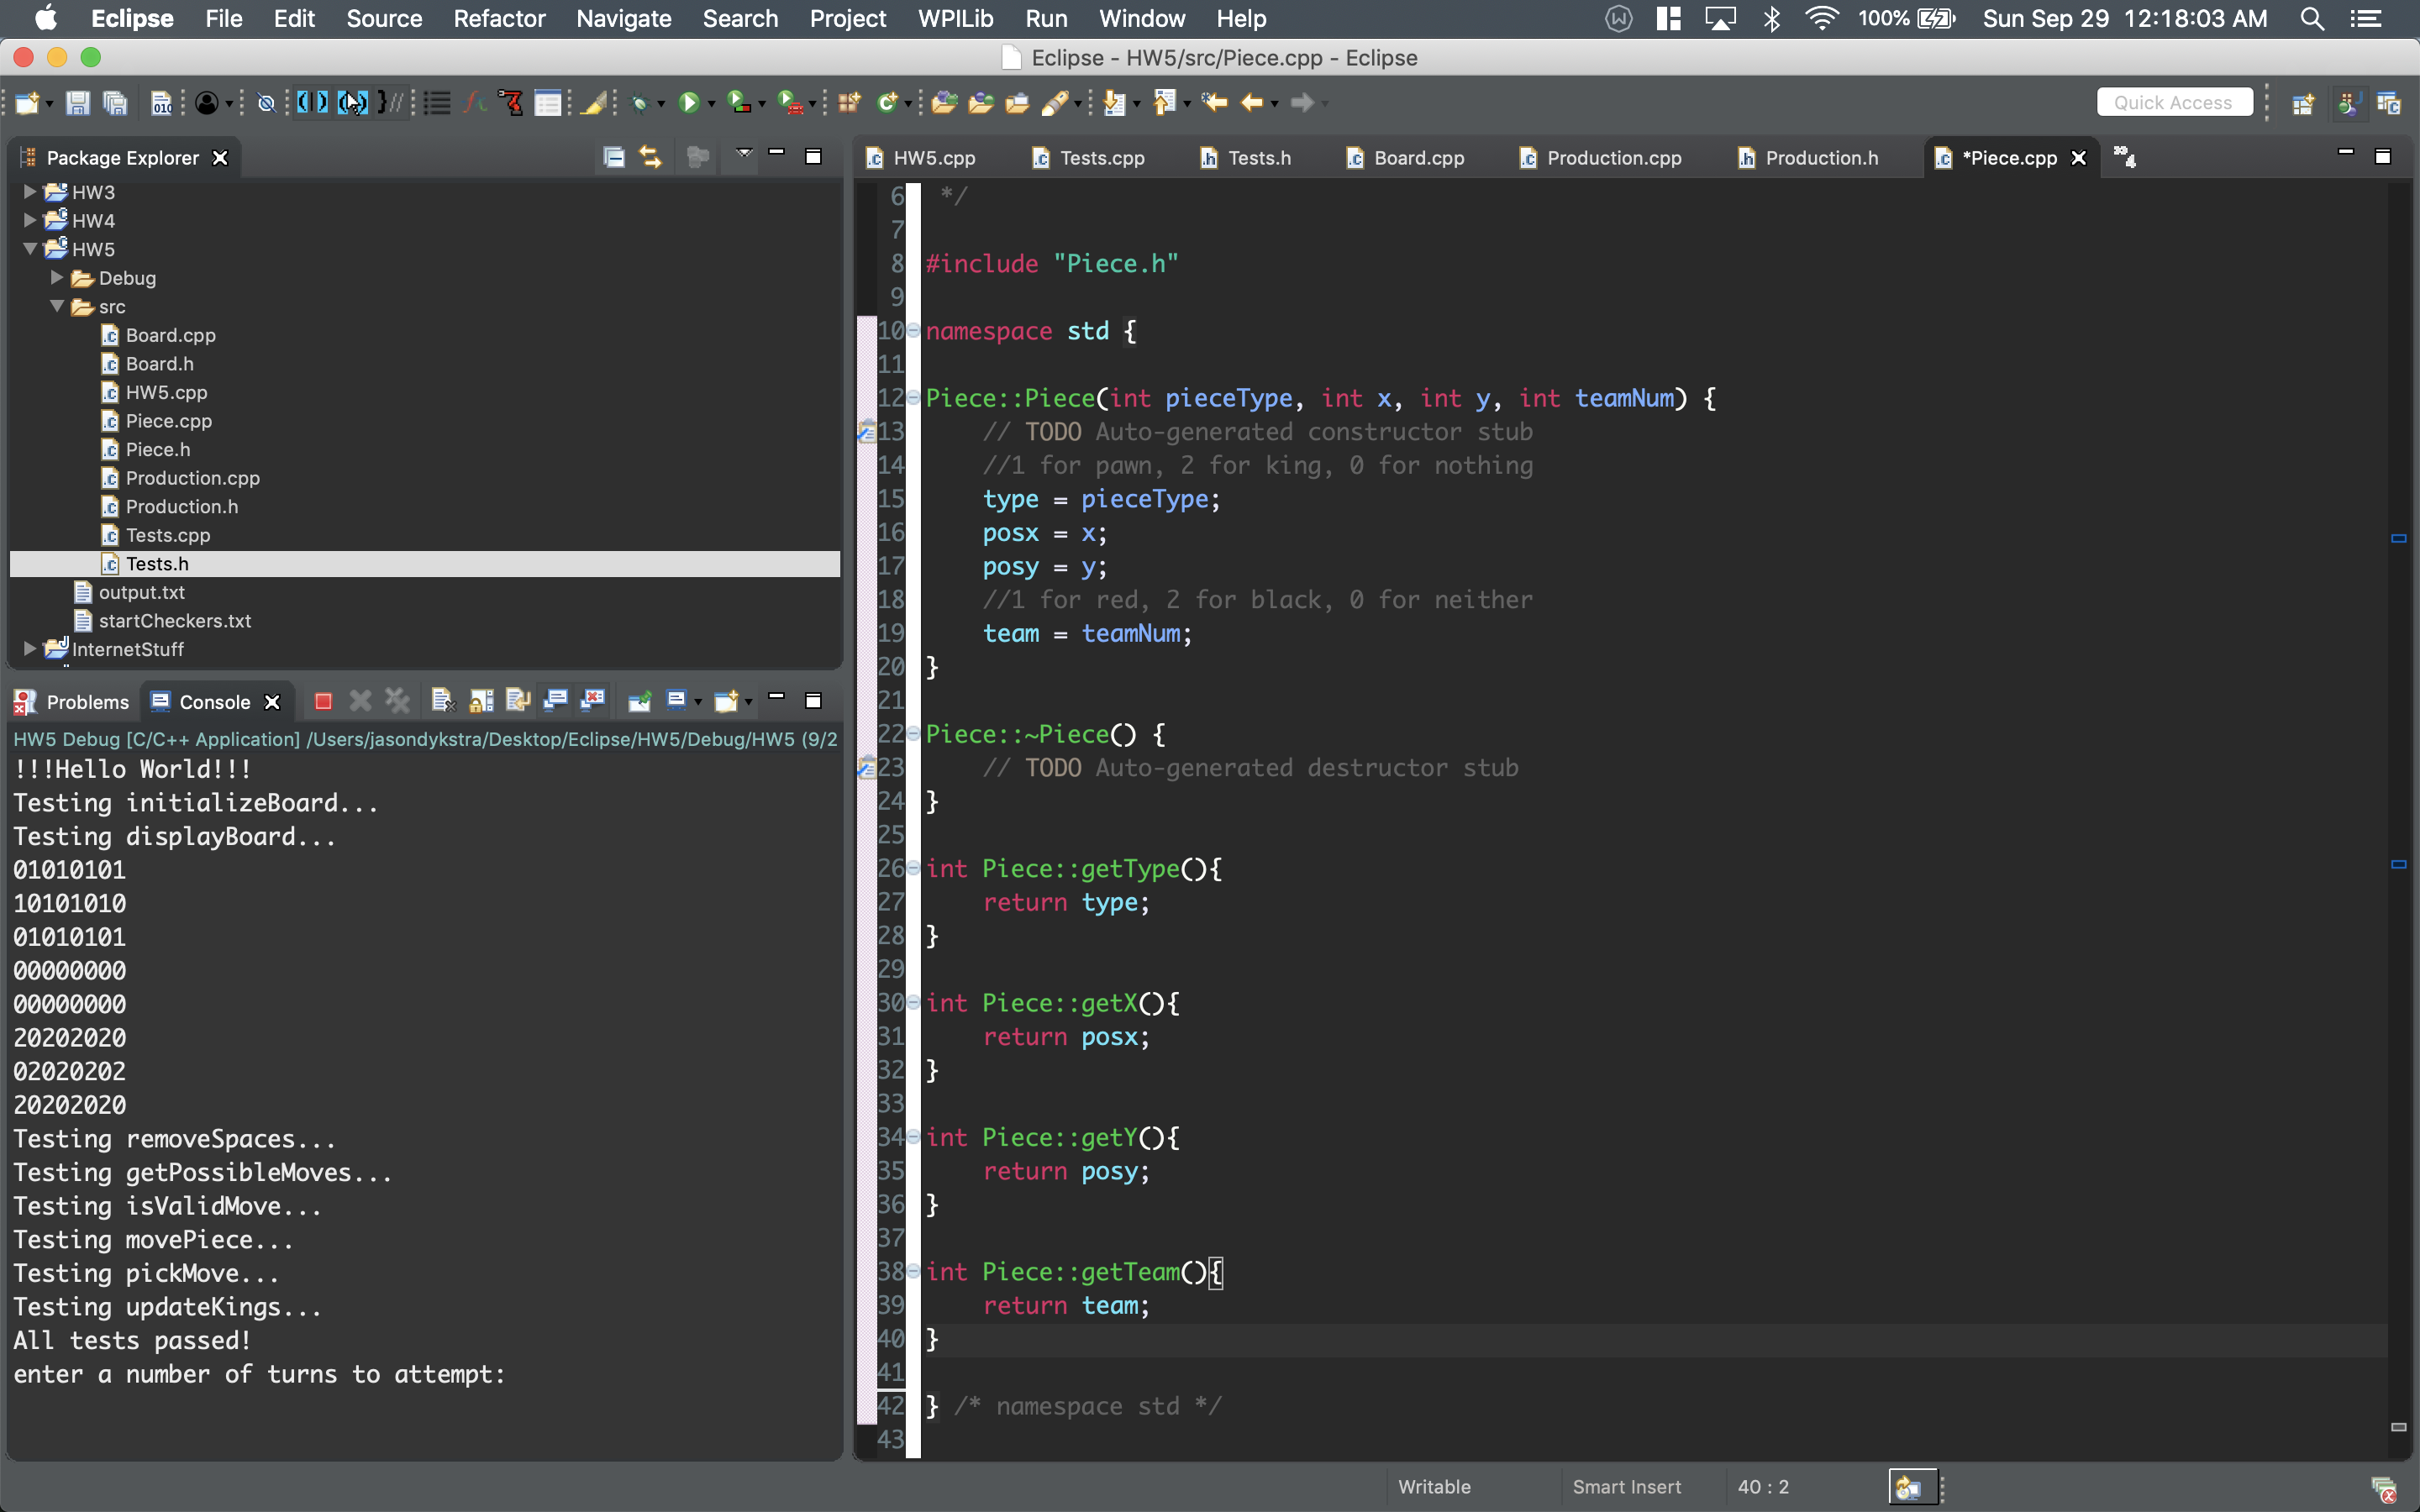 Eclipse File Edit Source Refactor Navigate Search Project WPILib Run Window Help 100% Sun Sep 29 12:18:03 AM
Eclipse - HW5/src/Piece.cpp - Eclipse
Quick Access
Package Explorer
HW3
HW4
HW5
Debug
src
Board.cpp
Board.h
HW5.cpp
Piece.cpp
Piece.h
Production.cpp
Production.h
Tests.cpp
Tests.h
output.txt
startCheckers.txt
InternetStuff
Problems Console
HW5 Debug [C/C++ Application] /Users/jasondykstra/Desktop/Eclipse/HW5/Debug/HW5 (9/2
!!!Hello World!!!
Testing initializeBoard...
Testing displayBoard...
01010101
10101010
01010101
00000000
00000000
20202020
02020202
20202020
Testing removeSpaces...
Testing getPossibleMoves...
Testing isValidMove...
Testing movePiece...
Testing pickMove...
Testing updateKings...
All tests passed!
enter a number of turns to attempt:
HW5.cpp Tests.cpp Tests.h Board.cpp Production.cpp Production.h *Piece.cpp 4
6 */
7
8 #include "Piece.h"
9
10 namespace std {
11
12 Piece::Piece(int pieceType, int x, int y, int teamNum) {
13 // TODO Auto-generated constructor stub
14 //1 for pawn, 2 for king, 0 for nothing
15 type = pieceType;
16 posx = x;
17 posy = y;
18 //1 for red, 2 for black, 0 for neither
19 team = teamNum;
20 }
21
22 Piece::~Piece() {
23 // TODO Auto-generated destructor stub
24 }
25
26 int Piece::getType(){
27 return type;
28 }
29
30 int Piece::getX(){
31 return posx;
32 }
33
34 int Piece::getY(){
35 return posy;
36 }
37
38 int Piece::getTeam(){
39 return team;
40 }
41
42 } /* namespace std */
43
Writable Smart Insert 40 : 2